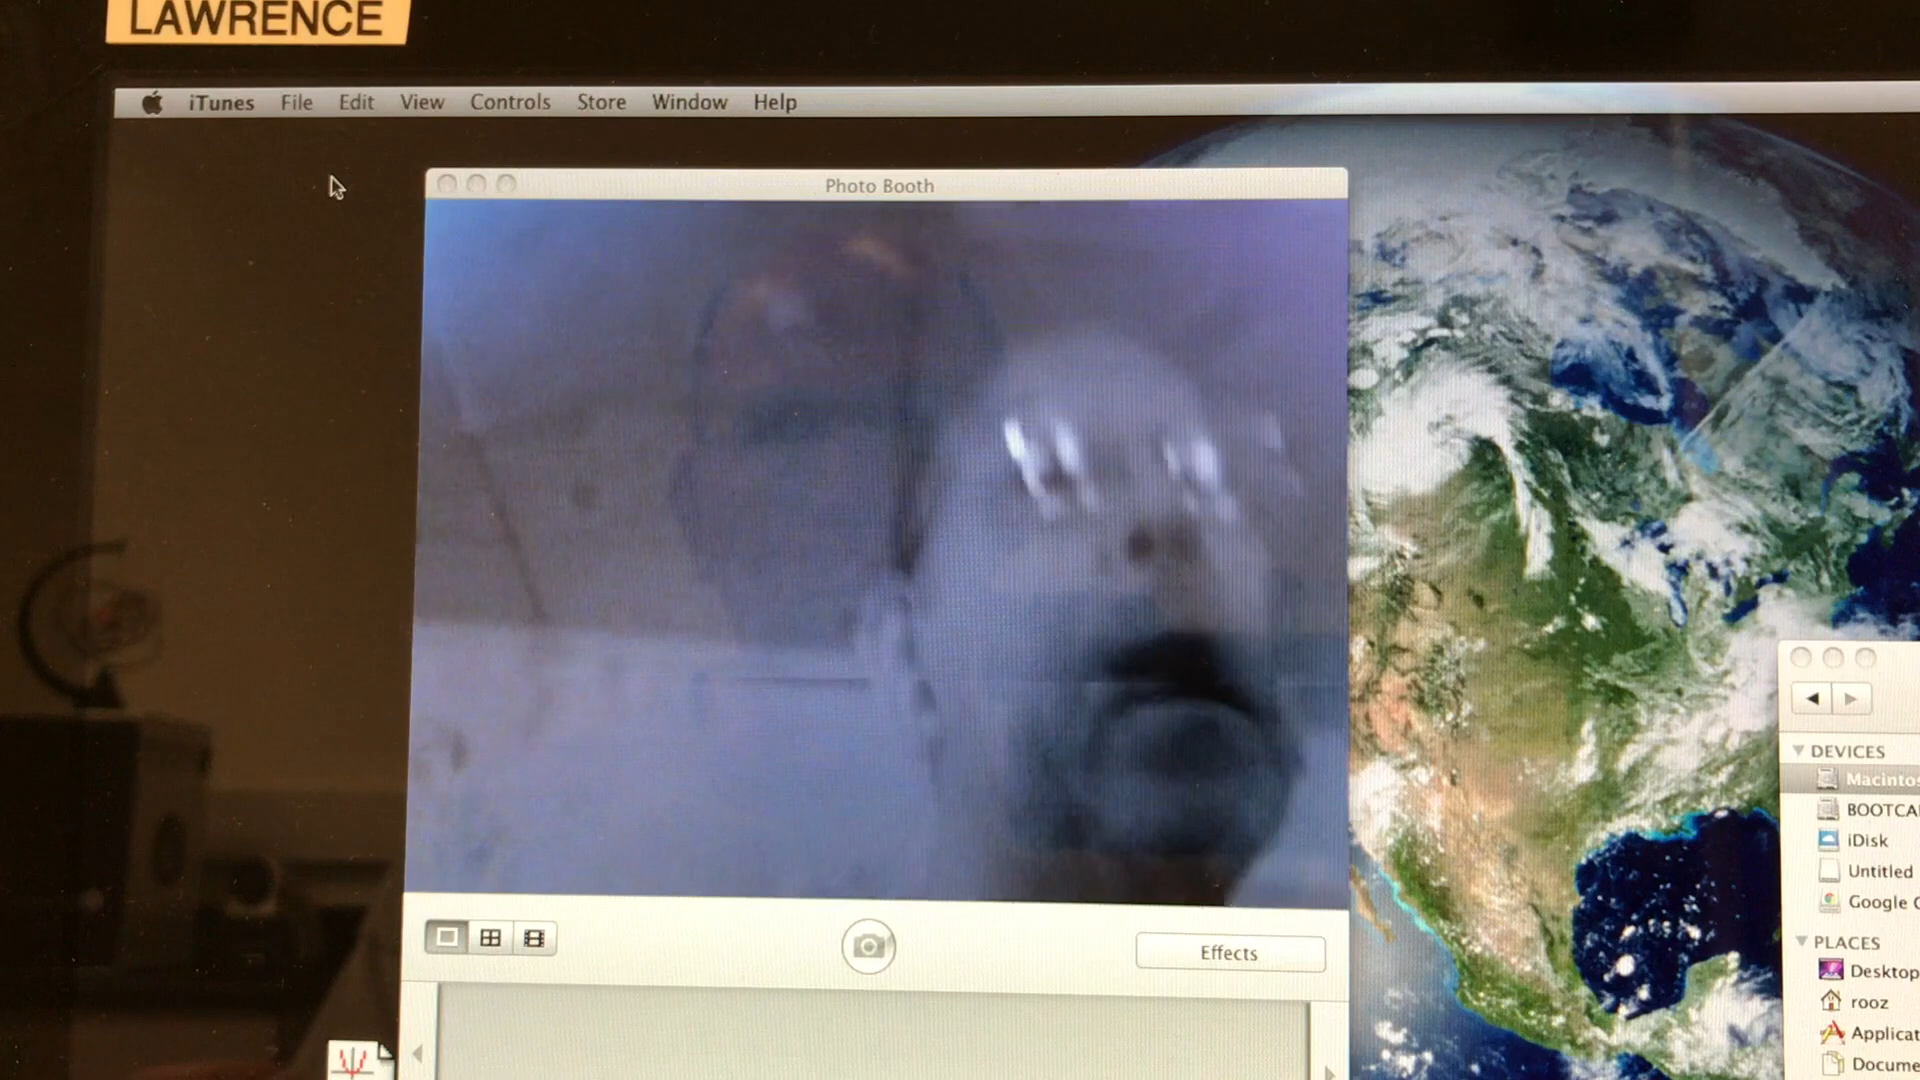 LAWRENCE
iTunes File Edit View Controls Store Window Help
Photo Booth
Effects
DEVICES
Macintos
BOOTCA
iDisk
Untitled
Google C
PLACES
Desktop
rooz
Applicat
Docume